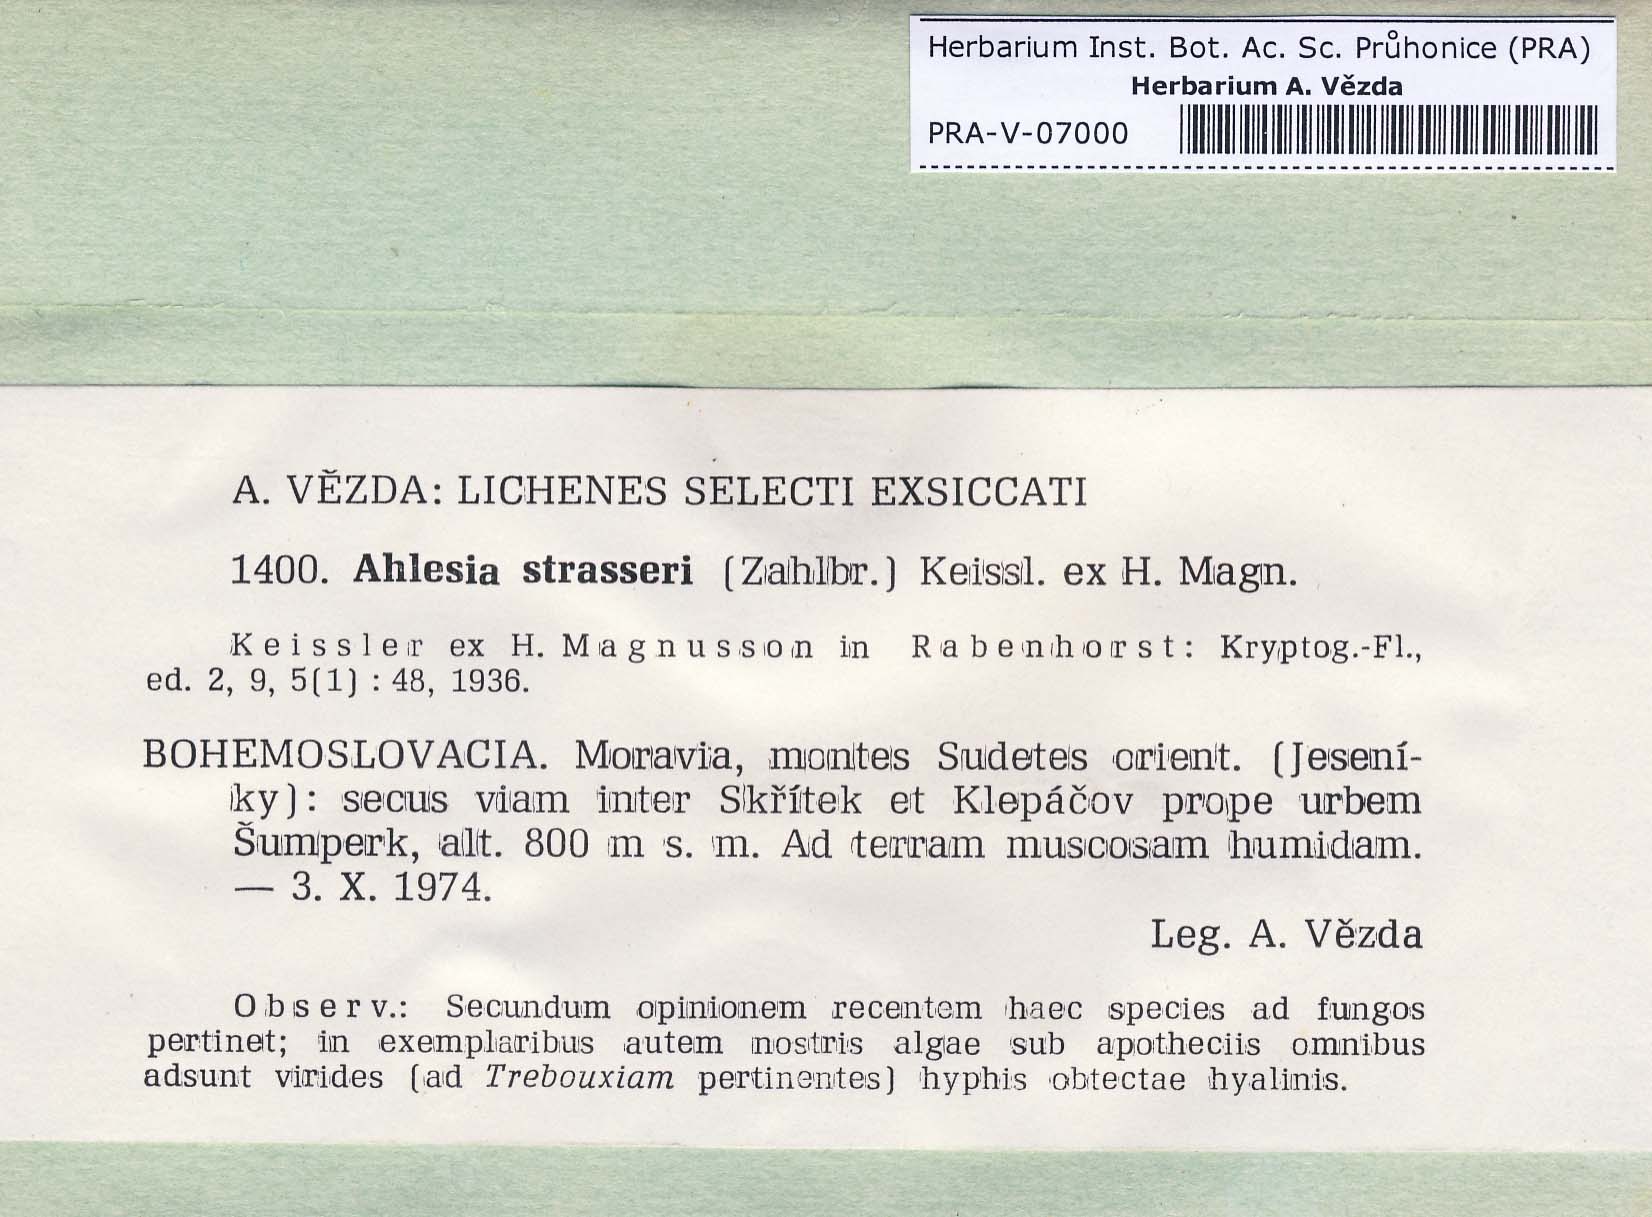 Herbarium Inst. Bot. Ac. Sc. Průhonice (PRA)
Herbarium A. Vězda
PRA-V-07000
A. VĚZDA: LICHENES SELECTI EXSICCATI
1400. Ahlesia strasseri (Zahlbr.) Keissl. ex H. Magn.
Keissler ex H. Magnusson in Rabenhorst: Kryptog.-Fl.,
ed. 2, 9, 5(1) : 48, 1936.
BOHEMOSLOVACIA. Moravia, montes Sudetes orient. (Jesení-
ky): secus viam inter Skřítek et Klepáčov prope urbem
Šumperk, alt. 800 m s. m. Ad terram muscosam humidam.
— 3. X. 1974.
Leg. A. Vězda
Observ.: Secundum opinionem recentem haec species ad fungos
pertinet; in exemplaribus autem nostris algae sub apotheciis omnibus
adsunt virides (ad Trebouxiam pertinentes) hyphis obtectae hyalinis.